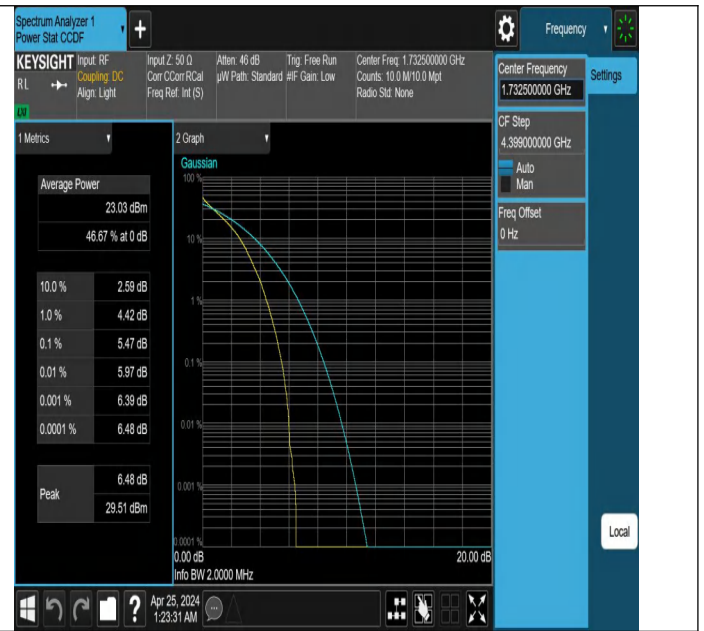 Spectrum Analyzer 1
Power Stat CCDF
Frequency
KEYSIGHT
RL
LXI
Input: RF
Coupling: DC
Align: Light
Input Z: 50 Ω
Corr CCorr RCal
Freq Ref: Int (S)
Atten: 46 dB
µW Path: Standard
Trig: Free Run
#IF Gain: Low
Center Freq: 1.732500000 GHz
Counts: 10.0 M/10.0 Mpt
Radio Std: None
Center Frequency
1.732500000 GHz
Settings
CF Step
4.399000000 GHz
Auto
Man
Freq Offset
0 Hz
Local
1 Metrics
Average Power
23.03 dBm
46.67 % at 0 dB
10.0 % 2.59 dB
1.0 % 4.42 dB
0.1 % 5.47 dB
0.01 % 5.97 dB
0.001 % 6.39 dB
0.0001 % 6.48 dB
Peak
6.48 dB
29.51 dBm
2 Graph
Gaussian
100 %
10 %
1 %
0.1 %
0.01 %
0.001 %
0.0001 %
0.00 dB 20.00 dB
Info BW 2.0000 MHz
Apr 25, 2024
1:23:31 AM